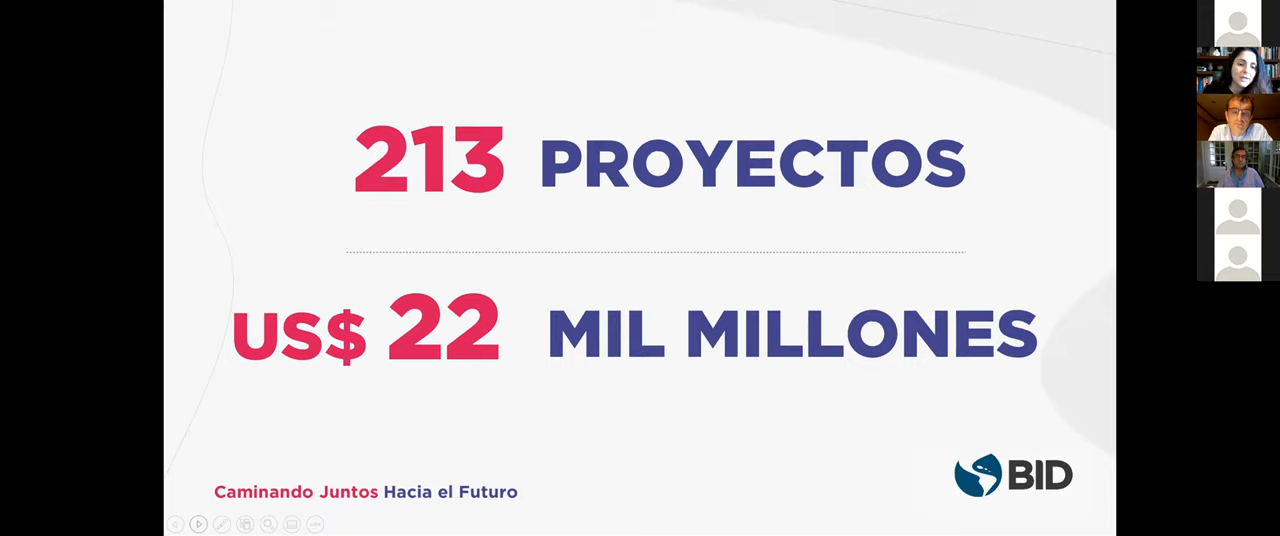 213 PROYECTOS
US$ 22 MIL MILLONES
Caminando Juntos Hacia el Futuro
BID